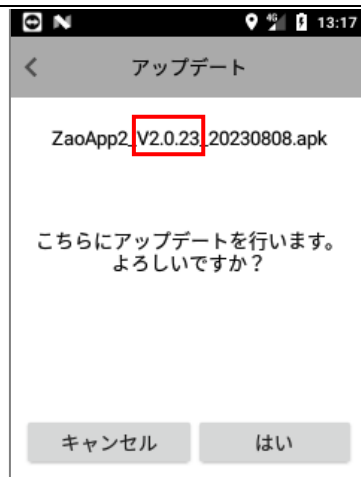 4G 13:17
アップデート
ZaoApp2_V2.0.23_20230808.apk
こちらにアップデートを行います。
よろしいですか？
キャンセル はい